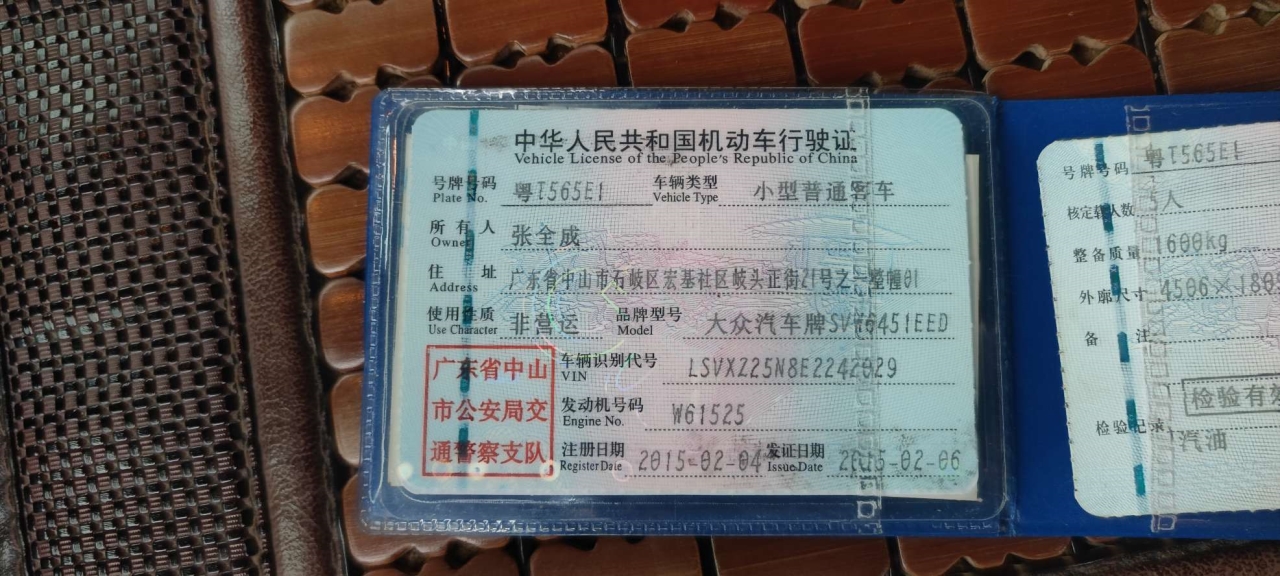 中华人民共和国机动车行驶证
Vehicle License of the People's Republic of China
号牌号码 粤T565E1 车辆类型 小型普通客车
Plate No. Vehicle Type
所有人 张全成
Owner
住址 广东省中山市石岐区宏基社区岐头正街21号之一整幢01
Address
使用性质 非营运 品牌型号 大众汽车牌SVW6451EED
Use Character Model
广东省中山
市公安局交
通警察支队
车辆识别代号 LSVXZ25N8E2242029
VIN
发动机号码 W61525
Engine No.
注册日期 2015-02-04 发证日期 2015-02-06
Register Date Issue Date
号牌号码 粤T565E1
核定载人数 5人
整备质量 1600kg
外廓尺寸 4506×180
备注
检验有
检验记录
汽油